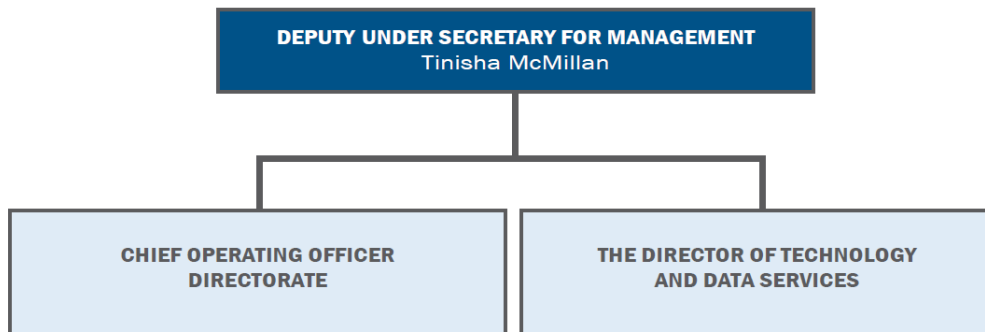 DEPUTY UNDER SECRETARY FOR MANAGEMENT
Tinisha McMillan
CHIEF OPERATING OFFICER
DIRECTORATE
THE DIRECTOR OF TECHNOLOGY
AND DATA SERVICES